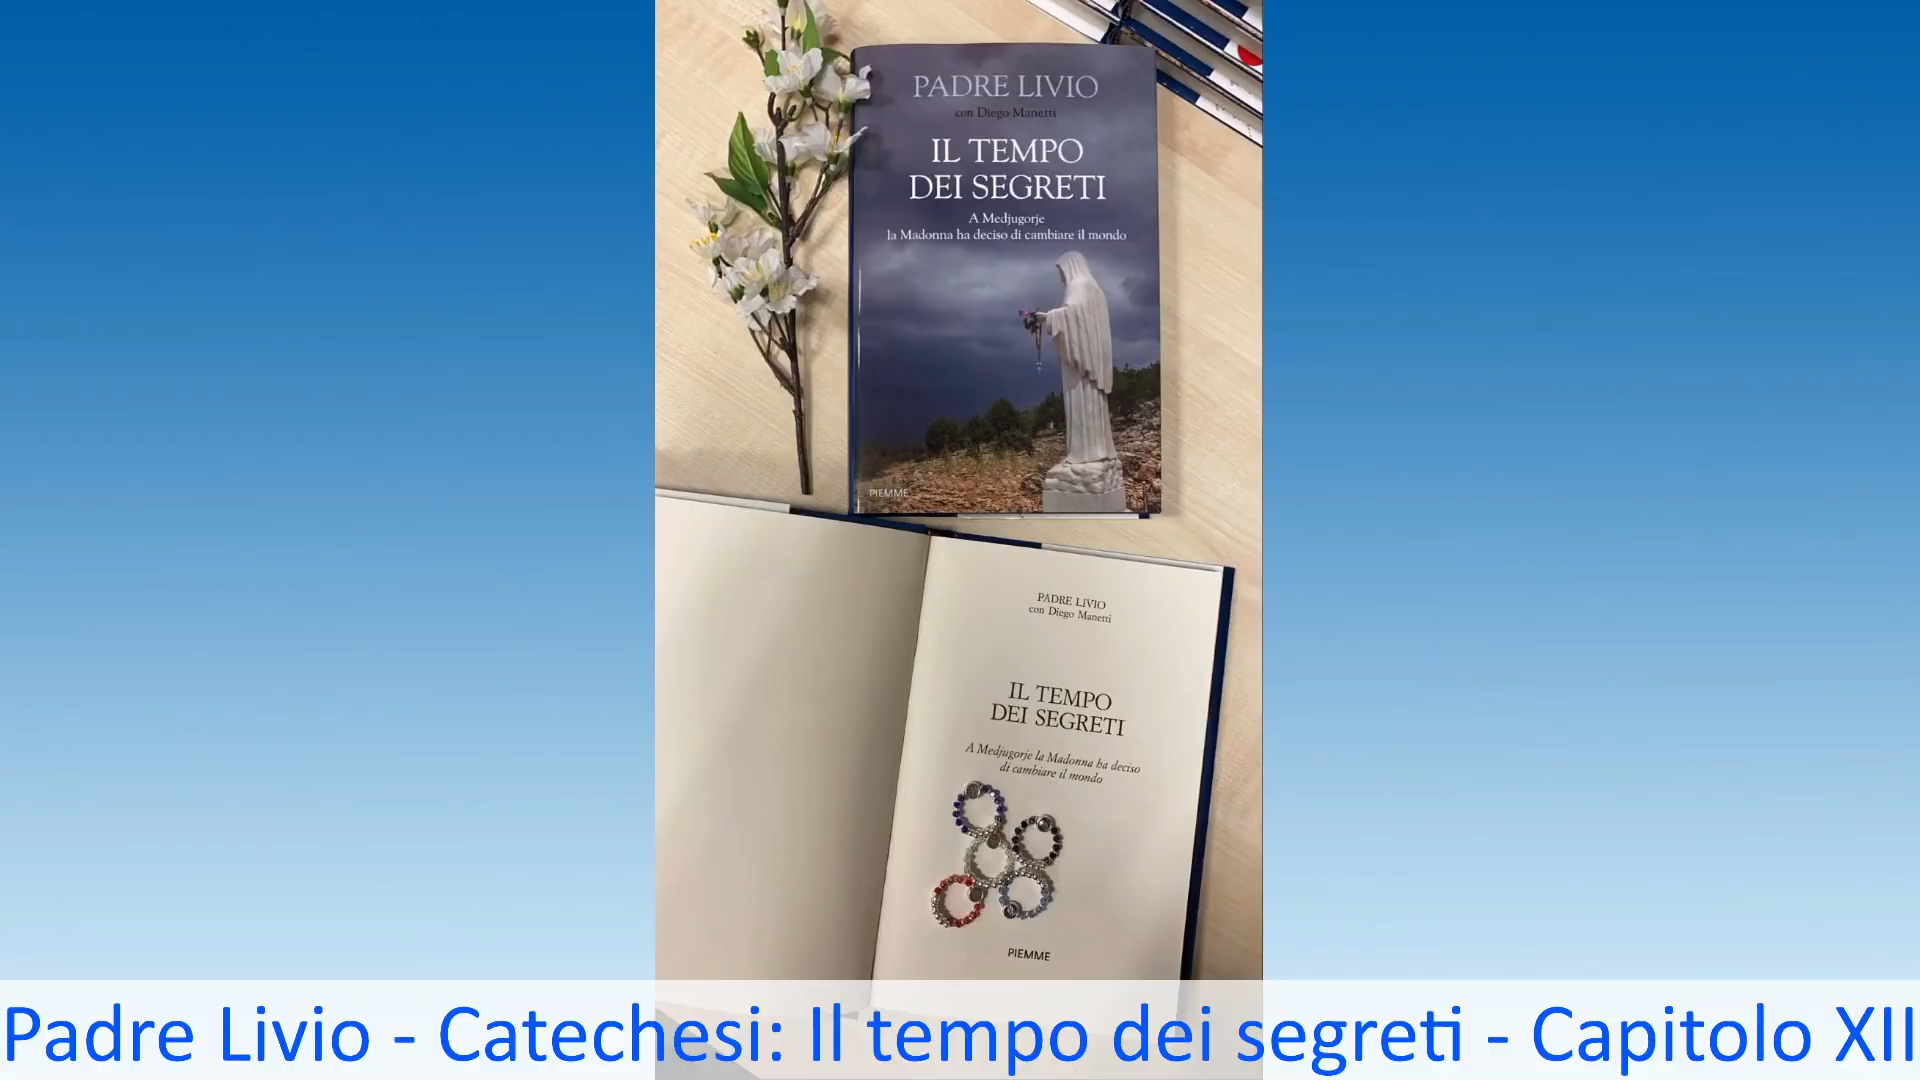 PADRE LIVIO
con Diego Manetti
IL TEMPO
DEI SEGRETI
A Medjugorje
la Madonna ha deciso di cambiare il mondo
PIEMME
PADRE LIVIO
con Diego Manetti
IL TEMPO
DEI SEGRETI
A Medjugorje la Madonna ha deciso
di cambiare il mondo
PIEMME
Padre Livio - Catechesi: Il tempo dei segreti - Capitolo XII